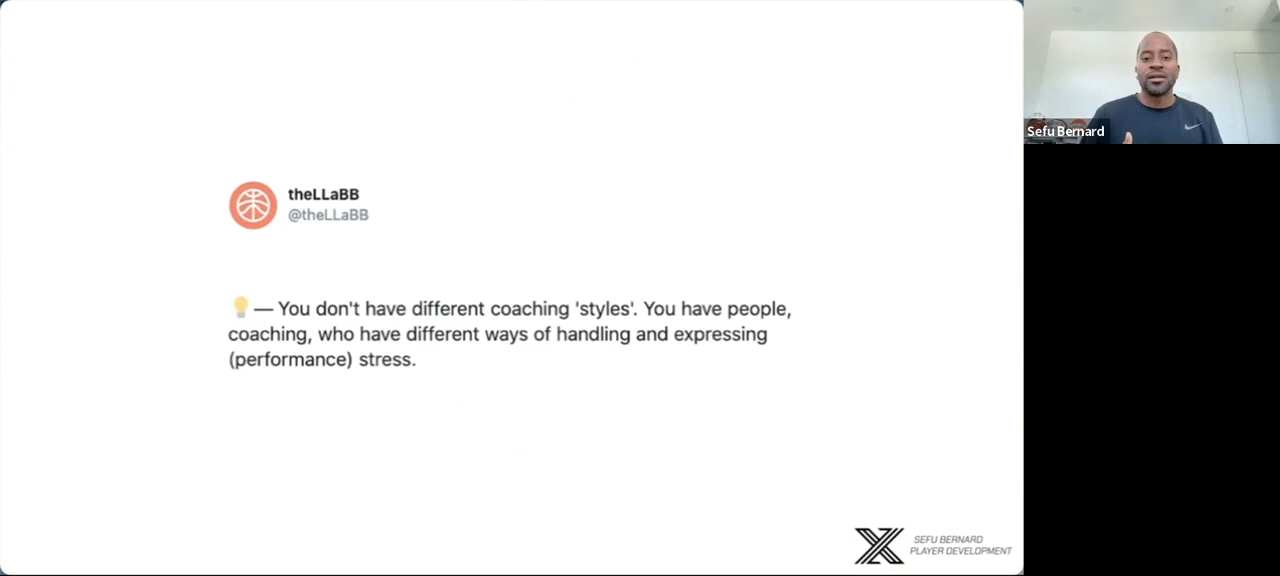 theLLaBB
@theLLaBB
💡— You don't have different coaching 'styles'. You have people,
coaching, who have different ways of handling and expressing
(performance) stress.
SEFU BERNARD
PLAYER DEVELOPMENT
Sefu Bernard